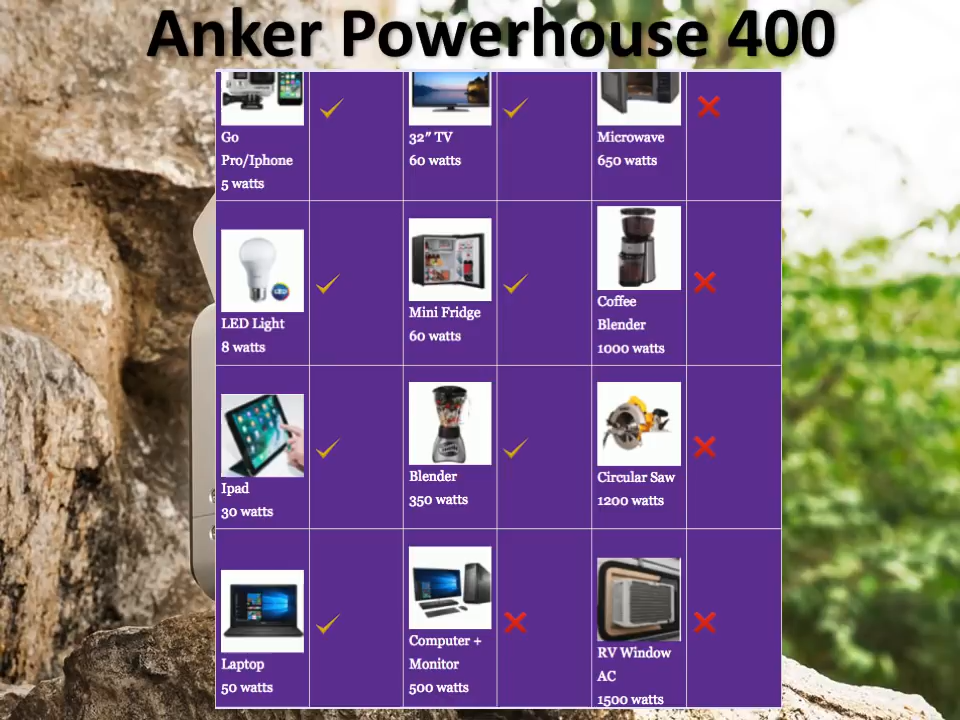 Anker Powerhouse 400
Go
Pro/Iphone
5 watts
32" TV
60 watts
Microwave
650 watts
LED Light
8 watts
Mini Fridge
60 watts
Coffee
Blender
1000 watts
Ipad
30 watts
Blender
350 watts
Circular Saw
1200 watts
Laptop
50 watts
Computer +
Monitor
500 watts
RV Window
AC
1500 watts